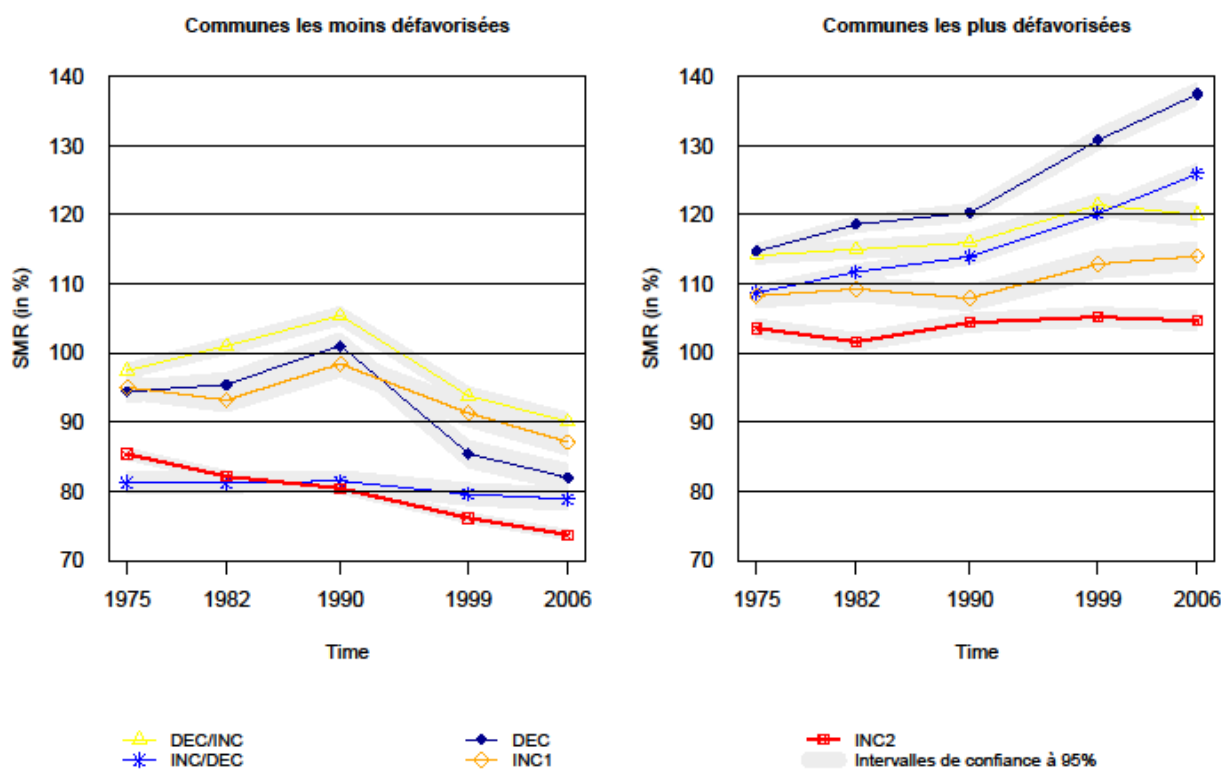 Communes les moins défavorisées
Communes les plus défavorisées
SMR (in %)
140
130
120
110
100
90
80
70
1975 1982 1990 1999 2006
Time
SMR (in %)
140
130
120
110
100
90
80
70
1975 1982 1990 1999 2006
Time
DEC/INC DEC INC2
INC/DEC INC1 Intervalles de confiance à 95%